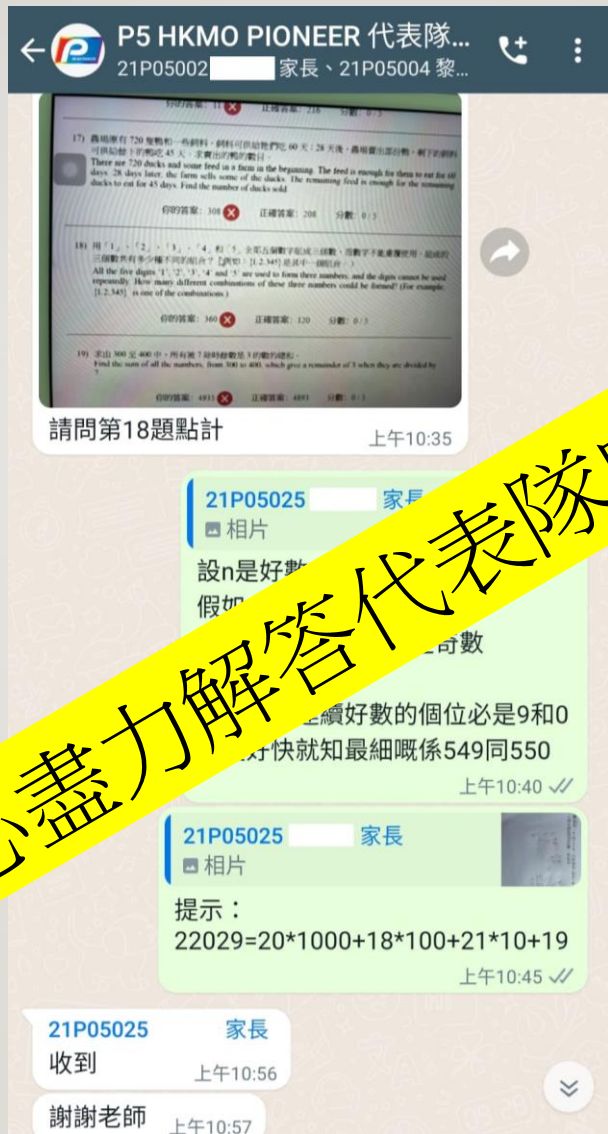 P5 HKMO PIONEER 代表隊...
21P05002 家長、21P05004 黎...
你的答案: 11 正確答案: 216 分數: 0/5
17) 農場原有 720 隻鴨和一些飼料,飼料可供給牠們吃 60 天;28 天後,農場賣出部分鴨,剩下的飼料
可供給餘下的鴨吃 45 天,求賣出的鴨的數目。
There are 720 ducks and some feed in a farm in the beginning. The feed is enough for them to eat for 60
days. 28 days later, the farm sells some of the ducks. The remaining feed is enough for the remaining
ducks to eat for 45 days. Find the number of ducks sold
你的答案: 308 正確答案: 208 分數: 0/5
18) 用「1」、「2」、「3」、「4」和「5」全部五個數字組成三個數,而數字不能重複使用,組成的
三個數共有多少種不同的組合?
All the five digits '1', '2', '3', '4' and '5' are used to form three numbers, and the digits cannot be used
repeatedly. How many different combinations of these three numbers could be formed? (For example:
[1,2,345] is one of the combinations.)
你的答案: 360 正確答案: 120 分數: 0/5
19) 求由 300 至 400 中,所有被 7 除時餘數是 3 的數的總和。
Find the sum of all the numbers, from 300 to 400, which give a remainder of 3 when they are divided by
7
你的答案: 4935 正確答案: 4893 分數: 0/5
請問第18題點計
上午10:35
21P05025 家長
相片
設n是好數
假如
奇數
續好數的個位必是9和0
好快就知最細嘅係549同550
上午10:40
盡力解答代表隊
21P05025 家長
相片
提示:
22029=20*1000+18*100+21*10+19
上午10:45
21P05025 家長
收到
上午10:56
謝謝老師
上午10:57